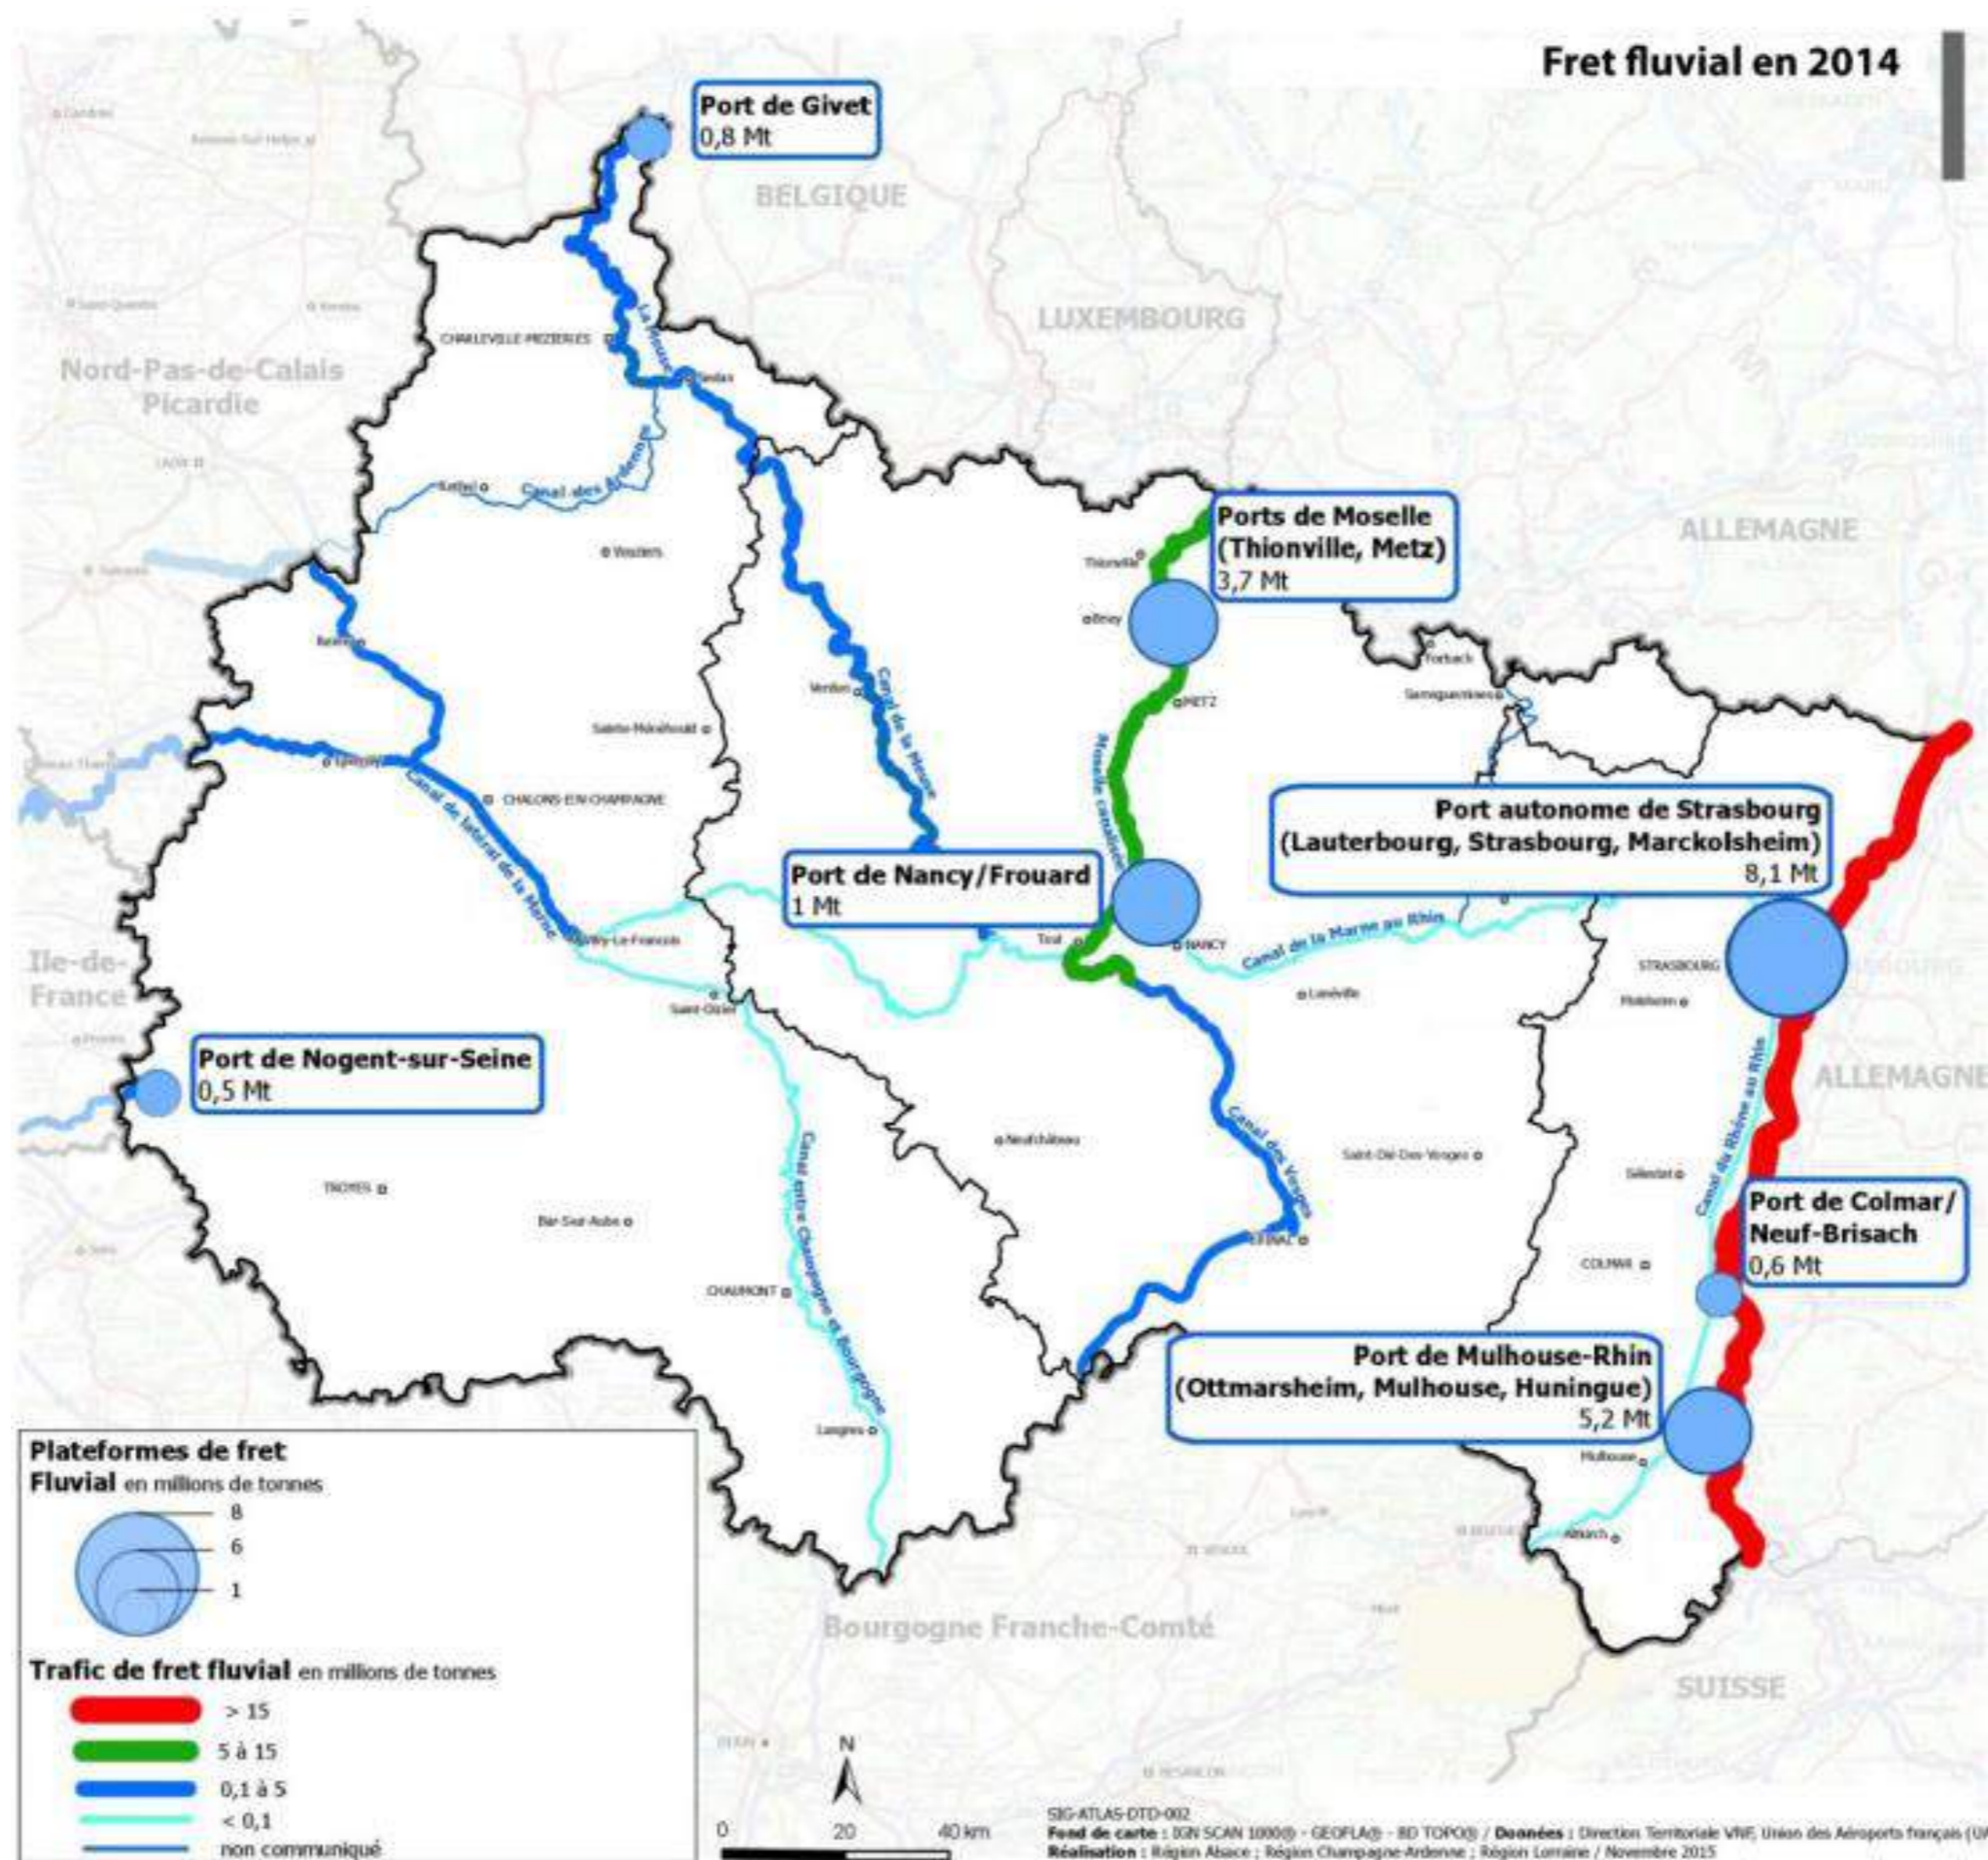 Fret fluvial en 2014
Port de Givet
0,8 Mt
BELGIQUE
LUXEMBOURG
CHARLEVILLE-MEZIERES
La Meuse
Sedan
Nord-Pas-de-Calais
Picardie
LAON
Rethel
Canal des Ardennes
Vouziers
Ports de Moselle
(Thionville, Metz)
3,7 Mt
ALLEMAGNE
Thionville
Briey
Reims
Forbach
Verdun
Sarreguemines
METZ
Canal de la Meuse
Sainte-Ménéhould
Moselle canalisée
Epernay
CHALONS-EN-CHAMPAGNE
Canal de latéral de la Marne
Port autonome de Strasbourg
(Lauterbourg, Strasbourg, Marckolsheim)
8,1 Mt
Port de Nancy/Frouard
1 Mt
Vitry-Le-Francois
Toul
NANCY
Canal de la Marne au Rhin
Ile-de-
France
STRASBOURG
Molsheim
Saint-Dizier
Lunéville
Port de Nogent-sur-Seine
0,5 Mt
ALLEMAGNE
Canal du Rhône au Rhin
Canal des Vosges
Neufchâteau
Saint-Dié-Des-Vosges
Sélestat
TROYES
Canal entre Champagne et Bourgogne
Bar-Sur-Aube
EPINAL
Port de Colmar/
Neuf-Brisach
0,6 Mt
COLMAR
CHAUMONT
Port de Mulhouse-Rhin
(Ottmarsheim, Mulhouse, Huningue)
5,2 Mt
Langres
Mulhouse
Altkirch
Plateformes de fret
Fluvial en millions de tonnes
8
6
1
Bourgogne Franche-Comté
SUISSE
Trafic de fret fluvial en millions de tonnes
> 15
5 à 15
0,1 à 5
< 0,1
non communiqué
N
0 20 40 km
SIG-ATLAS-DTD-002
Fond de carte : IGN SCAN 1000® - GEOFLA® - BD TOPO® / Données : Direction Territoriale VNF, Union des Aéroports français
Réalisation : Région Alsace ; Région Champagne-Ardenne ; Région Lorraine / Novembre 2015